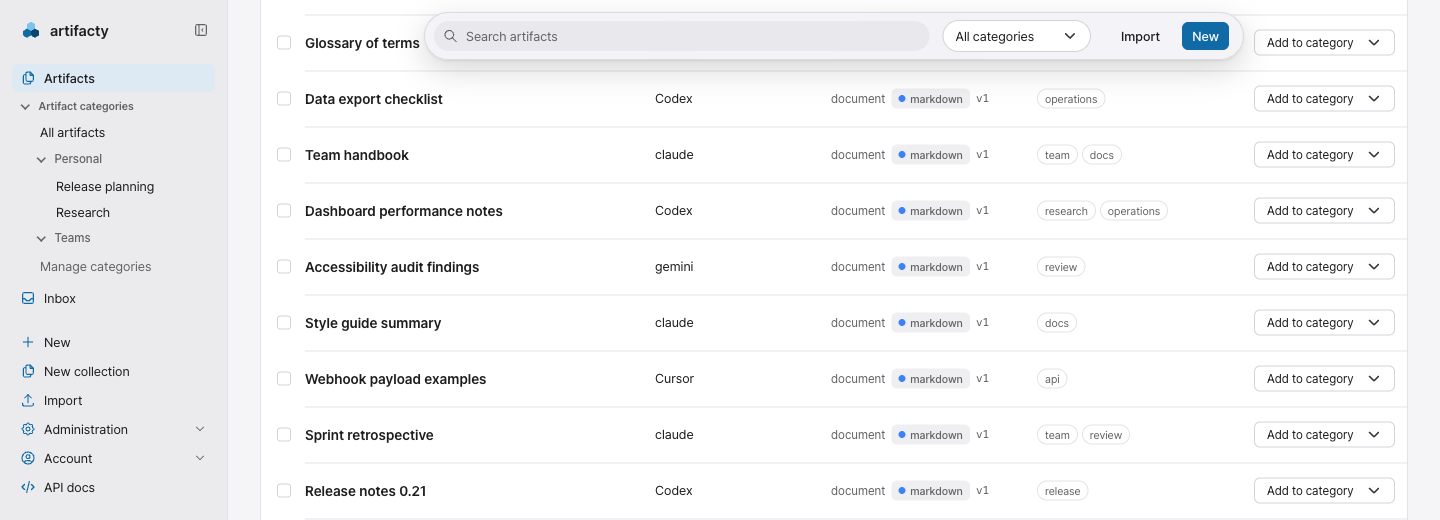 artifacty
Artifacts
Artifact categories
All artifacts
Personal
Release planning
Research
Teams
Manage categories
Inbox
New
New collection
Import
Administration
Account
API docs
Search artifacts All categories Import New
Glossary of terms Add to category
Data export checklist Codex document markdown v1 operations Add to category
Team handbook claude document markdown v1 team docs Add to category
Dashboard performance notes Codex document markdown v1 research operations Add to category
Accessibility audit findings gemini document markdown v1 review Add to category
Style guide summary claude document markdown v1 docs Add to category
Webhook payload examples Cursor document markdown v1 api Add to category
Sprint retrospective claude document markdown v1 team review Add to category
Release notes 0.21 Codex document markdown v1 release Add to category